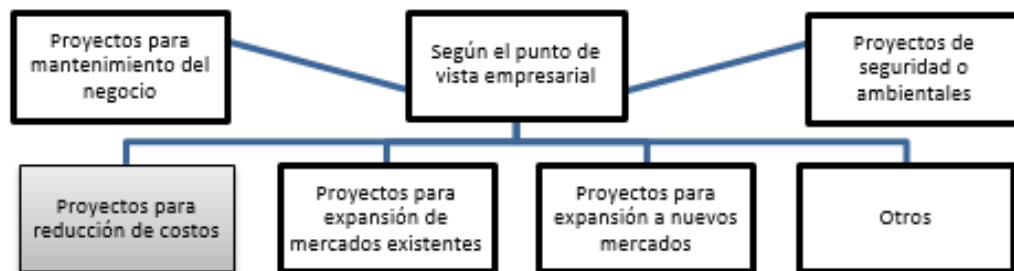 Proyectos para
mantenimiento del
negocio
Según el punto de
vista empresarial
Proyectos de
seguridad o
ambientales
Proyectos para
reducción de costos
Proyectos para
expansión de
mercados existentes
Proyectos para
expansión a nuevos
mercados
Otros